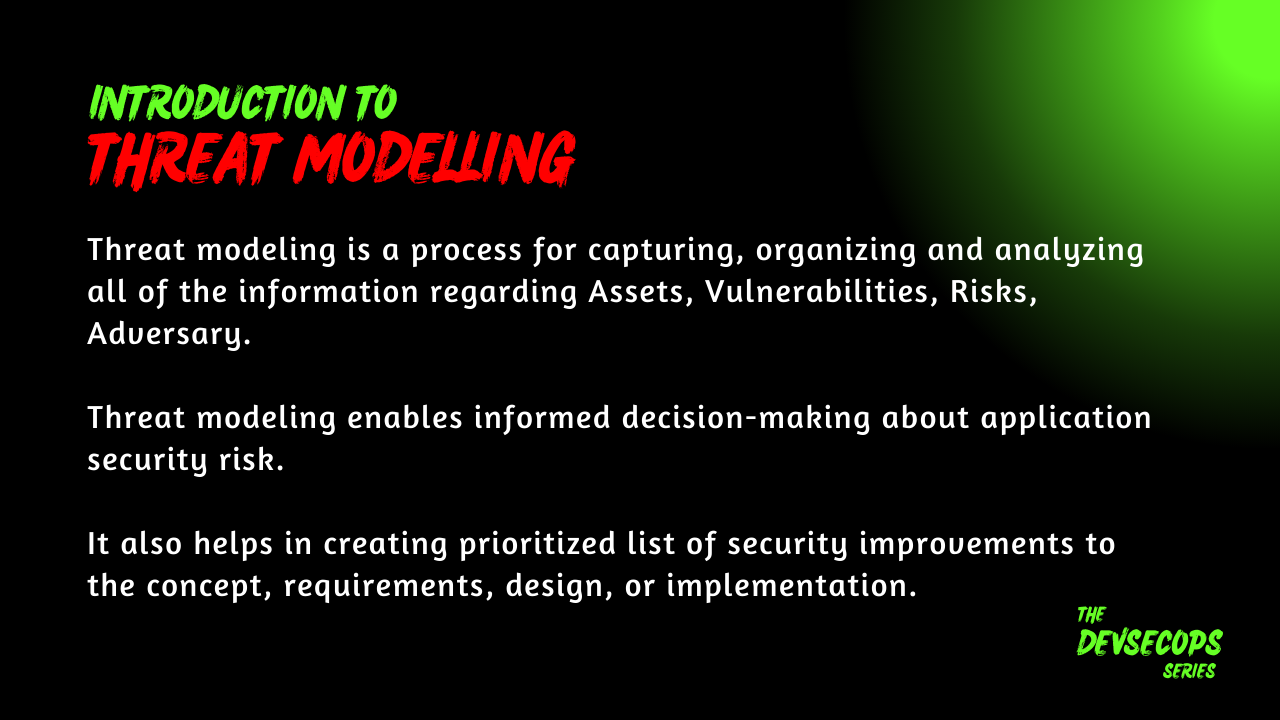 INTRODUCTION TO
THREAT MODELLING
Threat modeling is a process for capturing, organizing and analyzing
all of the information regarding Assets, Vulnerabilities, Risks,
Adversary.
Threat modeling enables informed decision-making about application
security risk.
It also helps in creating prioritized list of security improvements to
the concept, requirements, design, or implementation.
THE
DEVSECOPS
SERIES